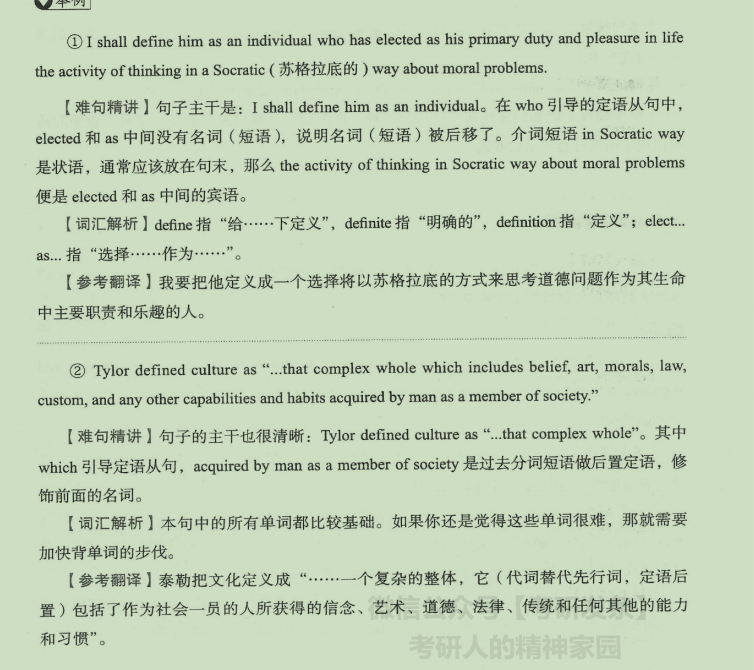 举例
① I shall define him as an individual who has elected as his primary duty and pleasure in life
the activity of thinking in a Socratic ( 苏格拉底的 ) way about moral problems.
【难句精讲】句子主干是：I shall define him as an individual。在 who 引导的定语从句中，
elected 和 as 中间没有名词（短语），说明名词（短语）被后移了。介词短语 in Socratic way
是状语，通常应该放在句末，那么 the activity of thinking in Socratic way about moral problems
便是 elected 和 as 中间的宾语。
【词汇解析】define 指“给……下定义”，definite 指“明确的”，definition 指“定义”；elect...
as... 指“选择……作为……”。
【参考翻译】我要把他定义成一个选择将以苏格拉底的方式来思考道德问题作为其生命
中主要职责和乐趣的人。
② Tylor defined culture as “...that complex whole which includes belief, art, morals, law,
custom, and any other capabilities and habits acquired by man as a member of society.”
【难句精讲】句子的主干也很清晰：Tylor defined culture as “...that complex whole”。其中
which 引导定语从句，acquired by man as a member of society 是过去分词短语做后置定语，修
饰前面的名词。
【词汇解析】本句中的所有单词都比较基础。如果你还是觉得这些单词很难，那就需要
加快背单词的步伐。
【参考翻译】泰勒把文化定义成“……一个复杂的整体，它（代词替代先行词，定语后
置）包括了作为社会一员的人所获得的信念、艺术、道德、法律、传统和任何其他的能力
和习惯”。
微信公众号【考研发条】
考研人的精神家园